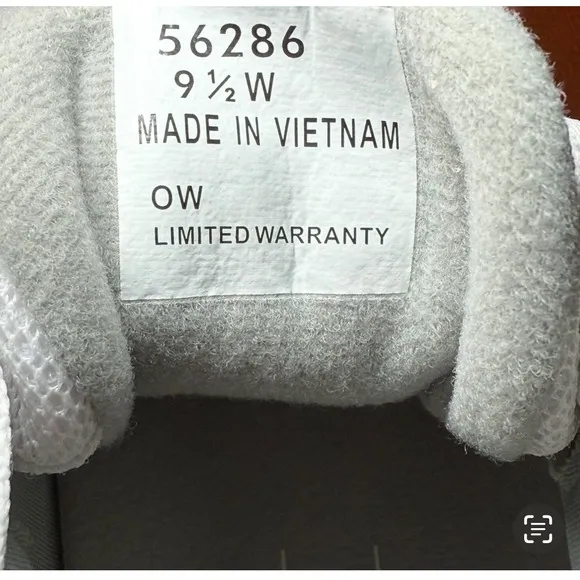 56286
9 ½ W
MADE IN VIETNAM
OW
LIMITED WARRANTY